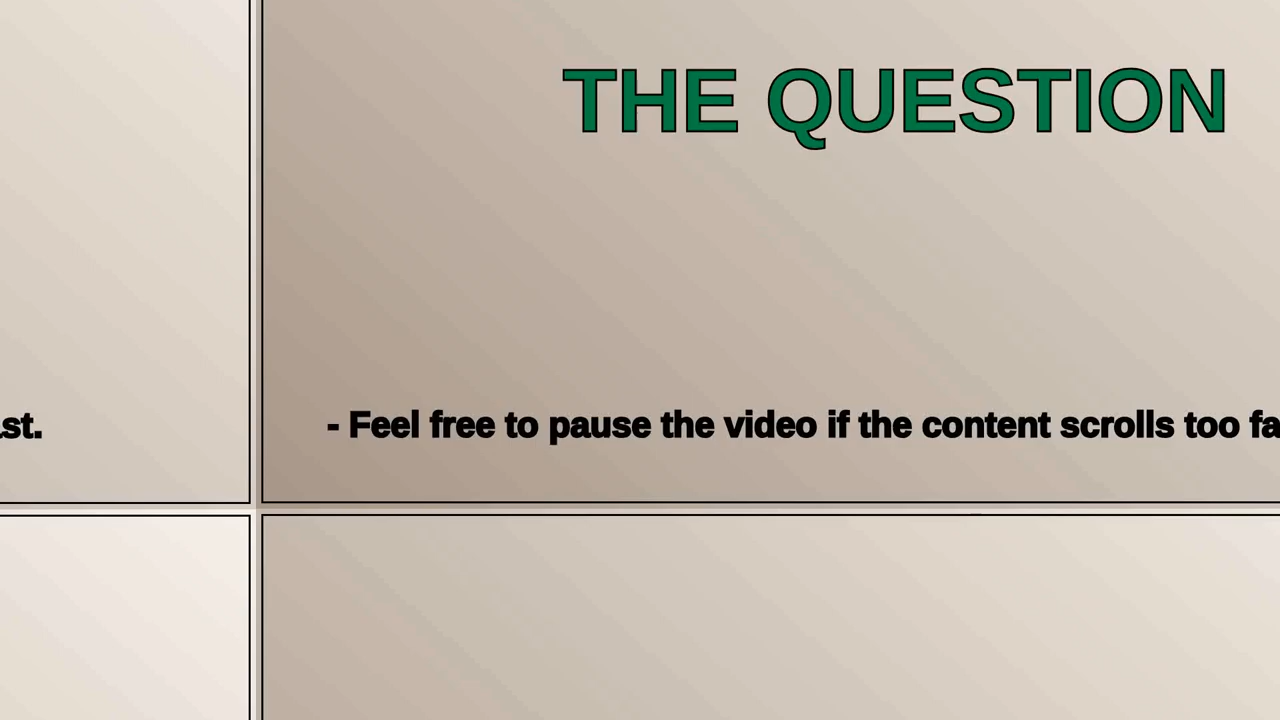 THE QUESTION
st.
- Feel free to pause the video if the content scrolls too fa